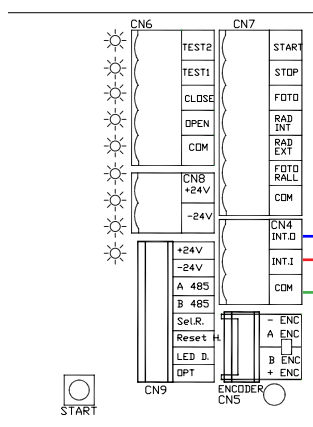 CN6
TEST2
TEST1
CLOSE
OPEN
COM
CN7
START
STOP
FOTO
RAD
INT
RAD
EXT
FOTO
RALL
COM
CN8
+24V
-24V
CN4
INT.O
INT.I
COM
+24V
-24V
A 485
B 485
Sel.R.
Reset H.
LED D.
OPT
CN9
- ENC
A ENC
B ENC
+ ENC
ENCODER
CN5
START